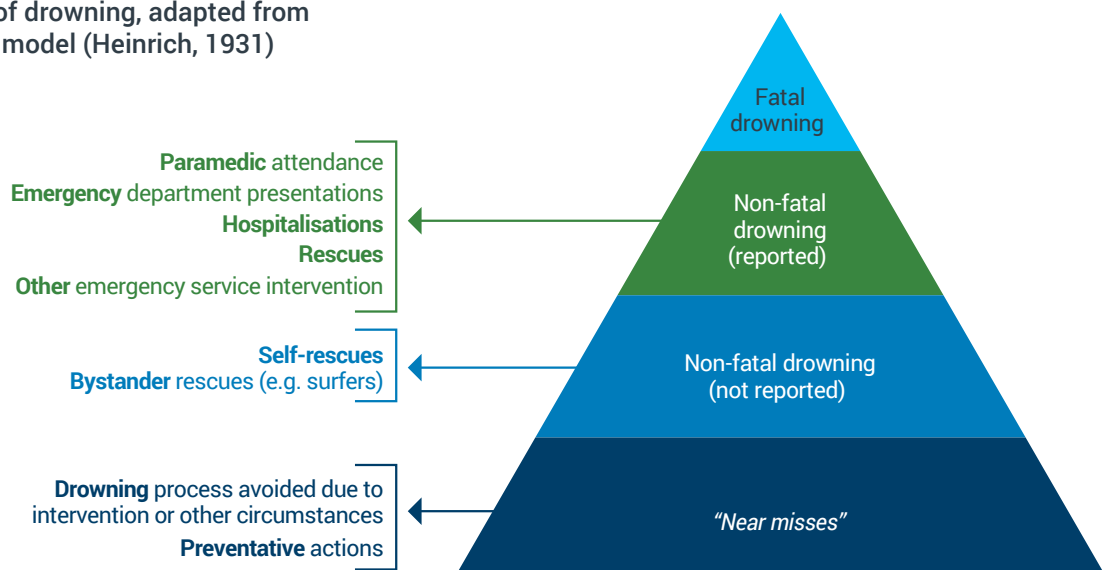 of drowning, adapted from
model (Heinrich, 1931)
Fatal
drowning
Paramedic attendance
Emergency department presentations
Hospitalisations
Rescues
Other emergency service intervention
Non-fatal
drowning
(reported)
Self-rescues
Bystander rescues (e.g. surfers)
Non-fatal drowning
(not reported)
Drowning process avoided due to
intervention or other circumstances
Preventative actions
“Near misses”